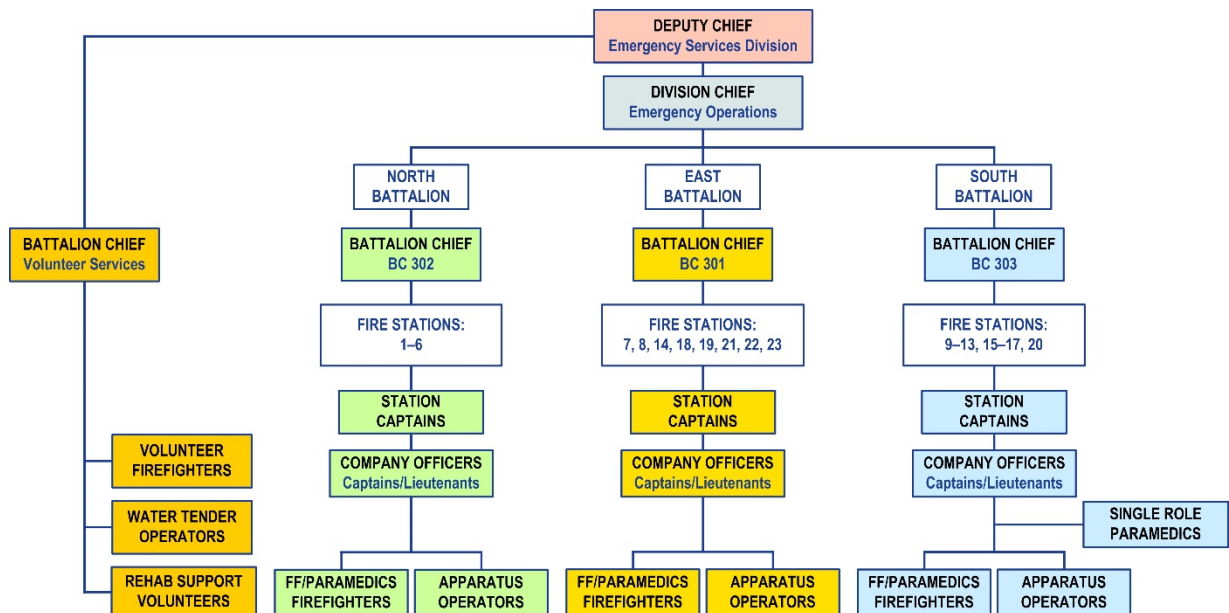 DEPUTY CHIEF
Emergency Services Division
DIVISION CHIEF
Emergency Operations
NORTH
BATTALION
EAST
BATTALION
SOUTH
BATTALION
BATTALION CHIEF
Volunteer Services
BATTALION CHIEF
BC 302
BATTALION CHIEF
BC 301
BATTALION CHIEF
BC 303
FIRE STATIONS:
1–6
FIRE STATIONS:
7, 8, 14, 18, 19, 21, 22, 23
FIRE STATIONS:
9–13, 15–17, 20
STATION
CAPTAINS
STATION
CAPTAINS
STATION
CAPTAINS
VOLUNTEER
FIREFIGHTERS
COMPANY OFFICERS
Captains/Lieutenants
COMPANY OFFICERS
Captains/Lieutenants
COMPANY OFFICERS
Captains/Lieutenants
WATER TENDER
OPERATORS
SINGLE ROLE
PARAMEDICS
REHAB SUPPORT
VOLUNTEERS
FF/PARAMEDICS
FIREFIGHTERS
APPARATUS
OPERATORS
FF/PARAMEDICS
FIREFIGHTERS
APPARATUS
OPERATORS
FF/PARAMEDICS
FIREFIGHTERS
APPARATUS
OPERATORS